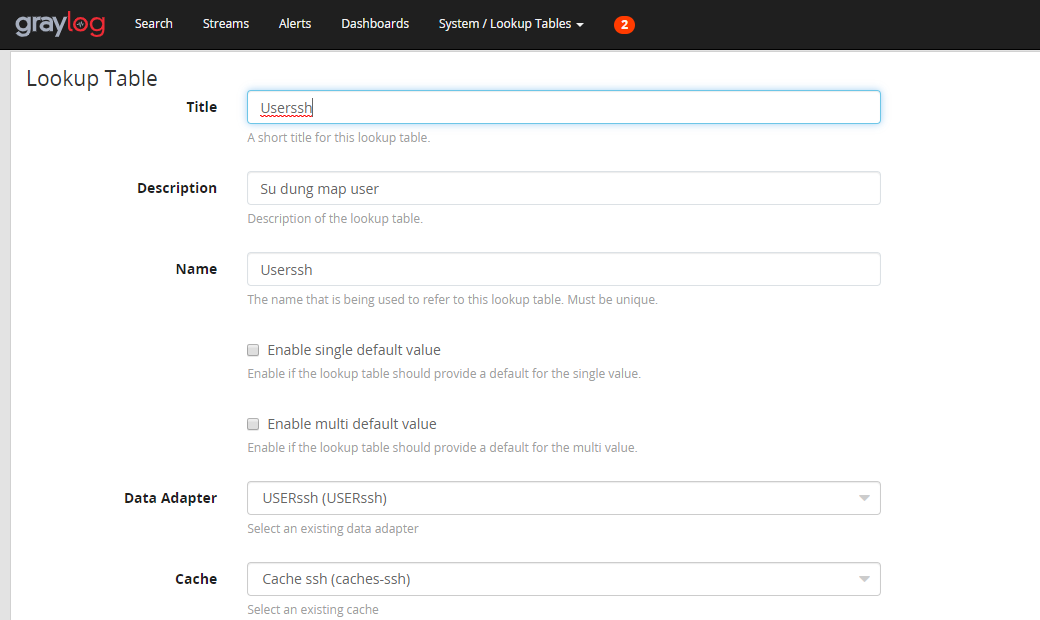 graylog Search Streams Alerts Dashboards System / Lookup Tables 2
Lookup Table
Title Userssh
A short title for this lookup table.
Description Su dung map user
Description of the lookup table.
Name Userssh
The name that is being used to refer to this lookup table. Must be unique.
Enable single default value
Enable if the lookup table should provide a default for the single value.
Enable multi default value
Enable if the lookup table should provide a default for the multi value.
Data Adapter USERssh (USERssh)
Select an existing data adapter
Cache Cache ssh (caches-ssh)
Select an existing cache